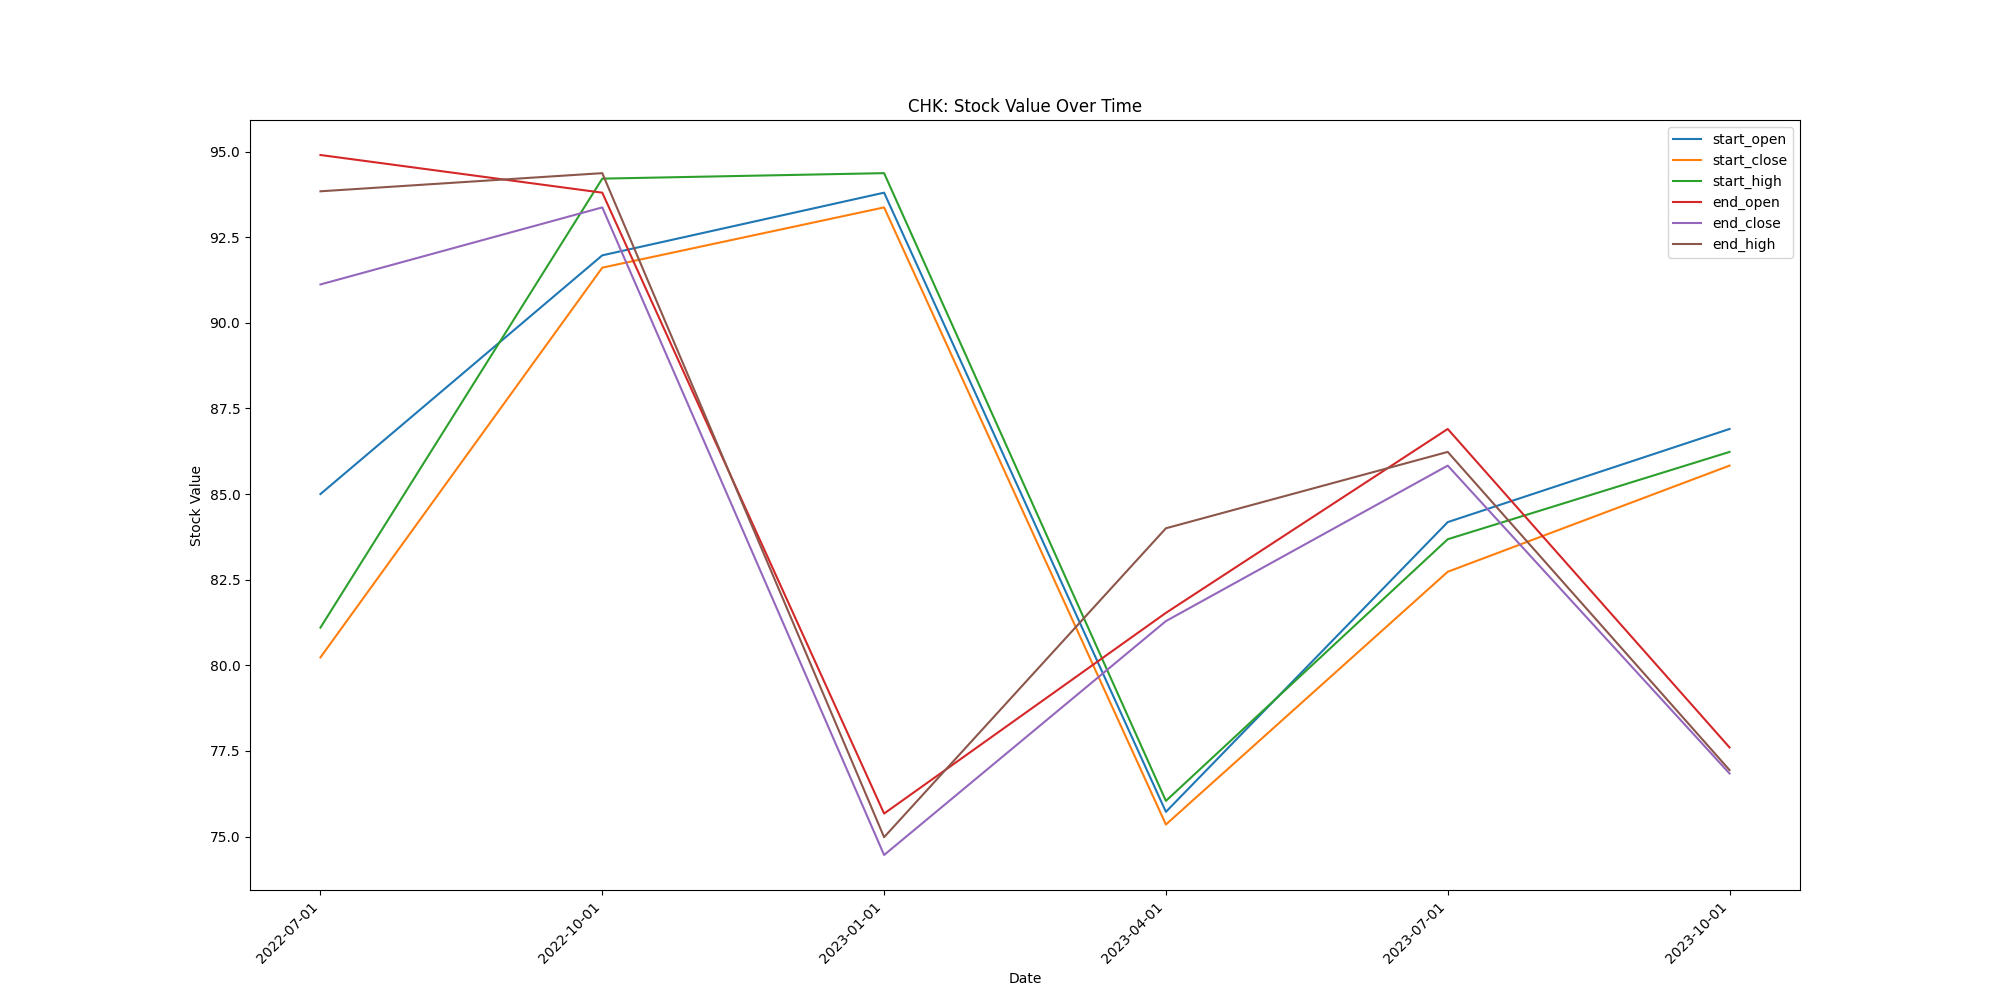 CHK: Stock Value Over Time
start_open
start_close
start_high
end_open
end_close
end_high
95.0
92.5
90.0
87.5
85.0
82.5
80.0
77.5
75.0
Stock Value
2022-07-01
2022-10-01
2023-01-01
2023-04-01
2023-07-01
2023-10-01
Date